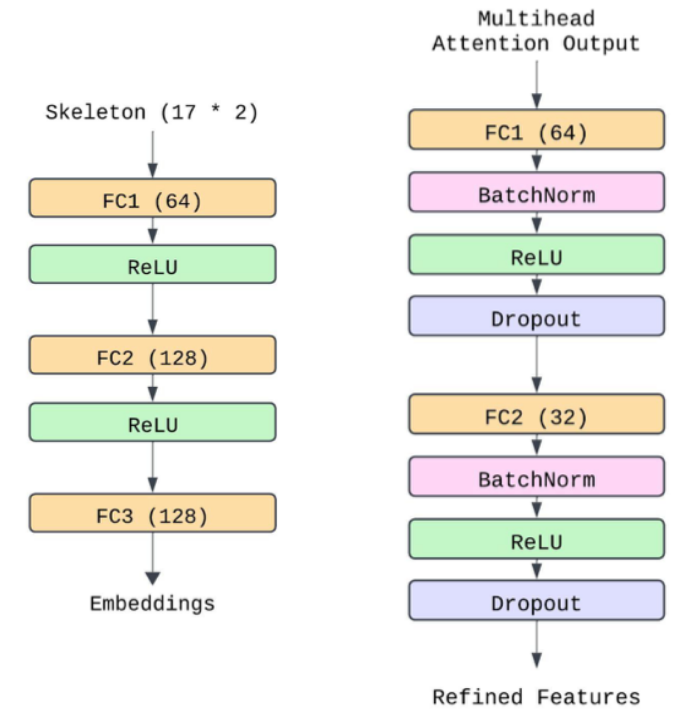 Skeleton (17 * 2)
FC1 (64)
ReLU
FC2 (128)
ReLU
FC3 (128)
Embeddings
Multihead
Attention Output
FC1 (64)
BatchNorm
ReLU
Dropout
FC2 (32)
BatchNorm
ReLU
Dropout
Refined Features